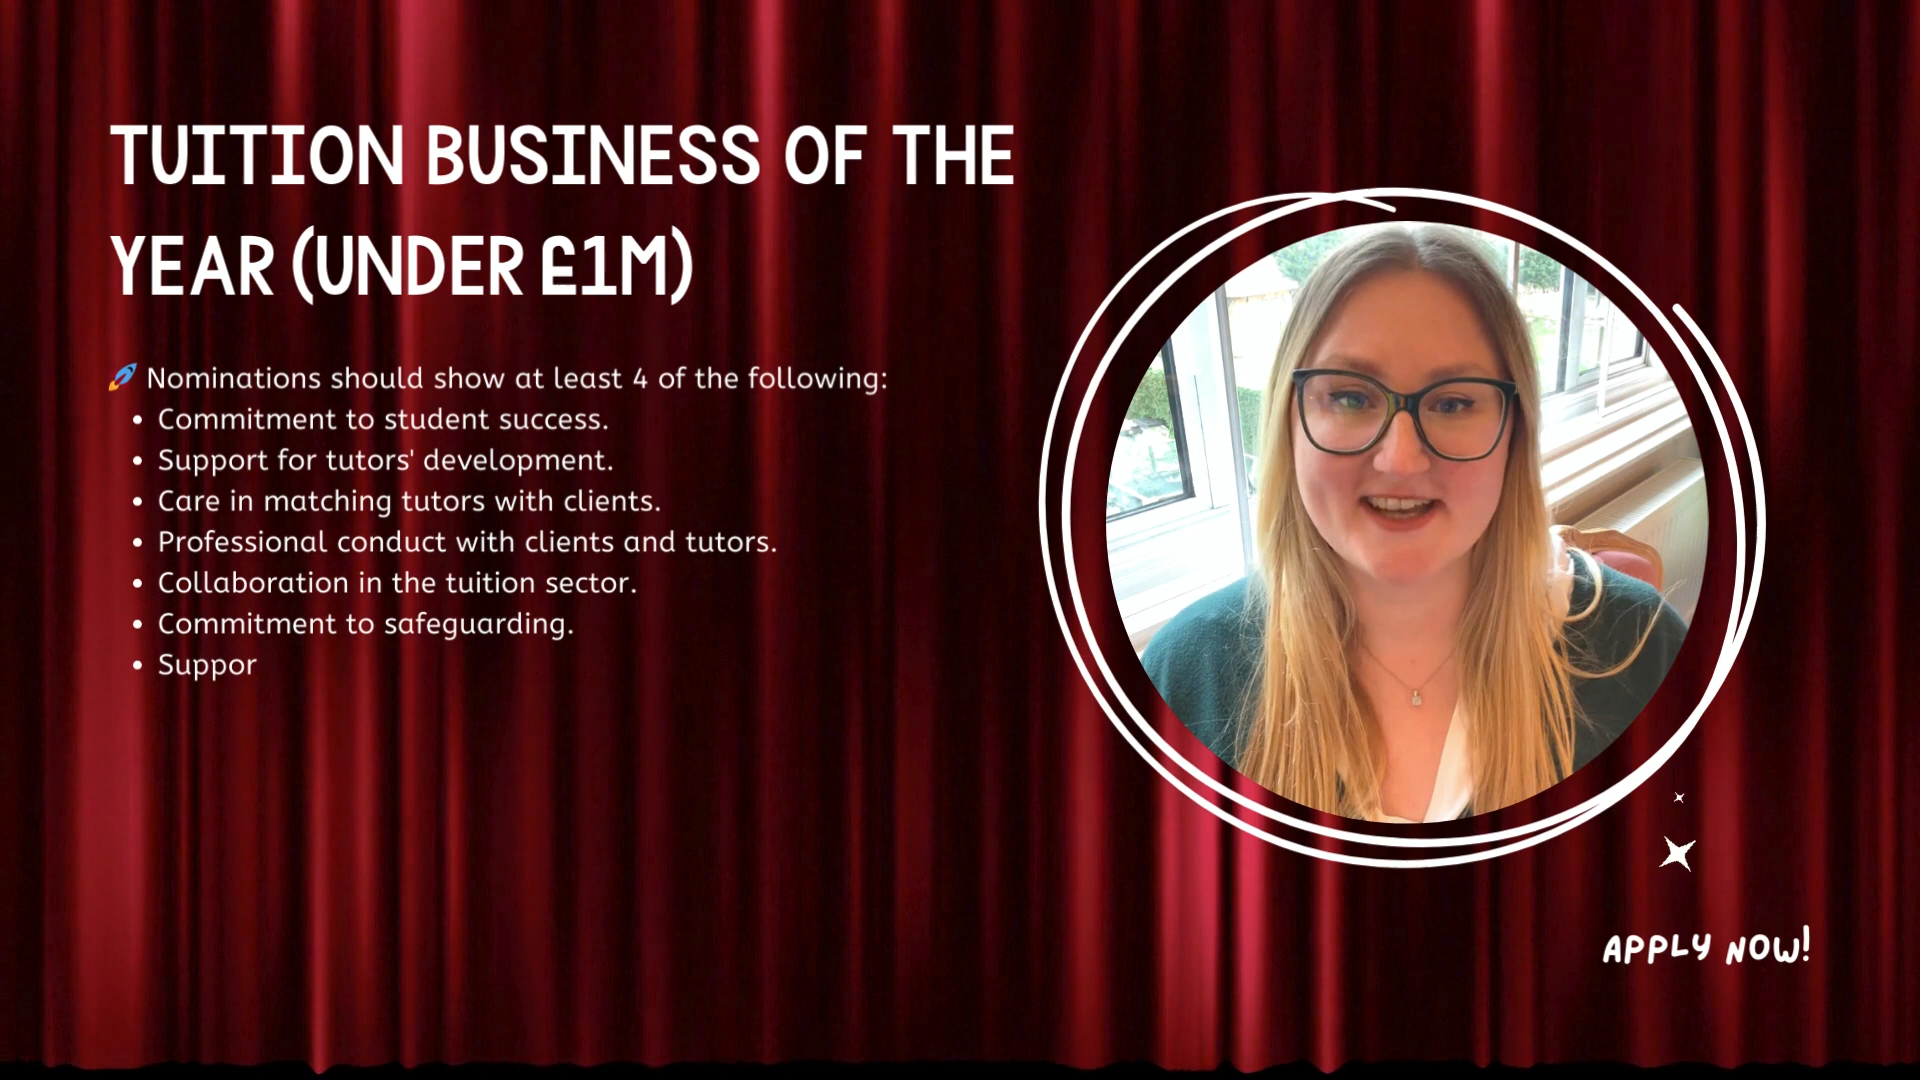 TUITION BUSINESS OF THE
YEAR (UNDER £1M)
🚀 Nominations should show at least 4 of the following:
• Commitment to student success.
• Support for tutors' development.
• Care in matching tutors with clients.
• Professional conduct with clients and tutors.
• Collaboration in the tuition sector.
• Commitment to safeguarding.
• Suppor
APPLY NOW!